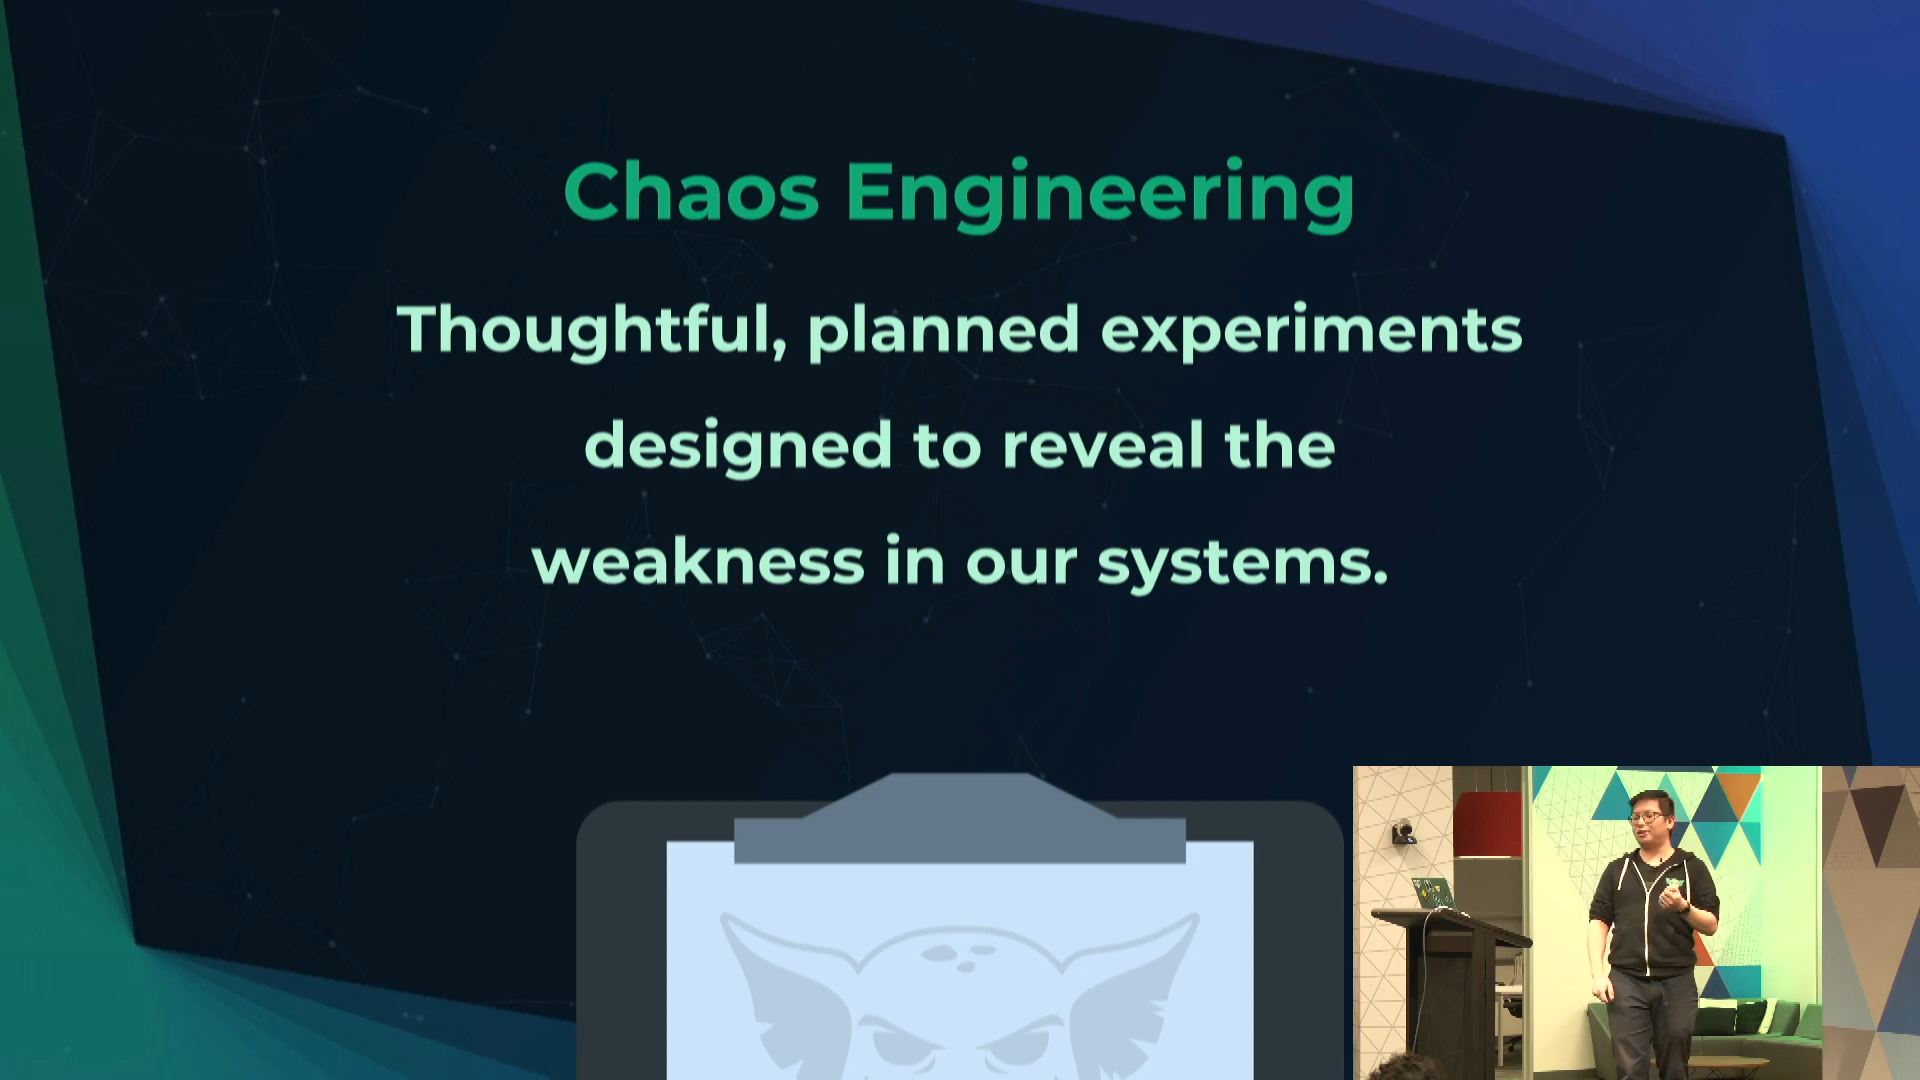 Chaos Engineering
Thoughtful, planned experiments
designed to reveal the
weakness in our systems.